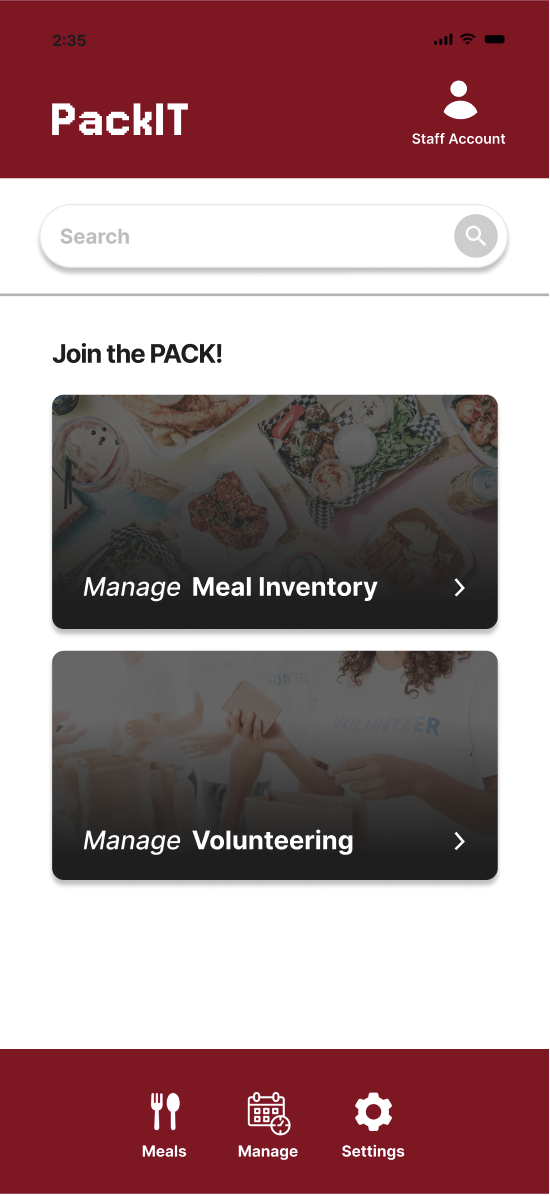 2:35
PackIT
Staff Account
Search
Join the PACK!
Manage Meal Inventory
VOLUNTEER
Manage Volunteering
Meals
Manage
Settings